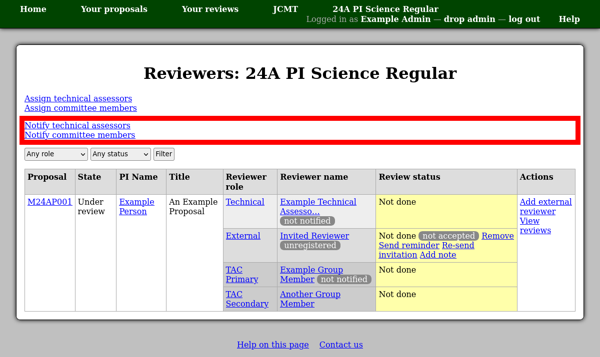 Home Your proposals Your reviews JCMT 24A PI Science Regular
Logged in as Example Admin — drop admin — log out Help
Reviewers: 24A PI Science Regular
Assign technical assessors
Assign committee members
Notify technical assessors
Notify committee members
Any role Any status Filter
Proposal State PI Name Title Reviewer role Reviewer name Review status Actions
M24AP001 Under review Example Person An Example Proposal Technical Example Technical Assesso... not notified Not done Add external reviewer View reviews
External Invited Reviewer unregistered Not done not accepted Remove Send reminder Re-send invitation Add note
TAC Primary Example Group Member not notified Not done
TAC Secondary Another Group Member Not done
Help on this page Contact us